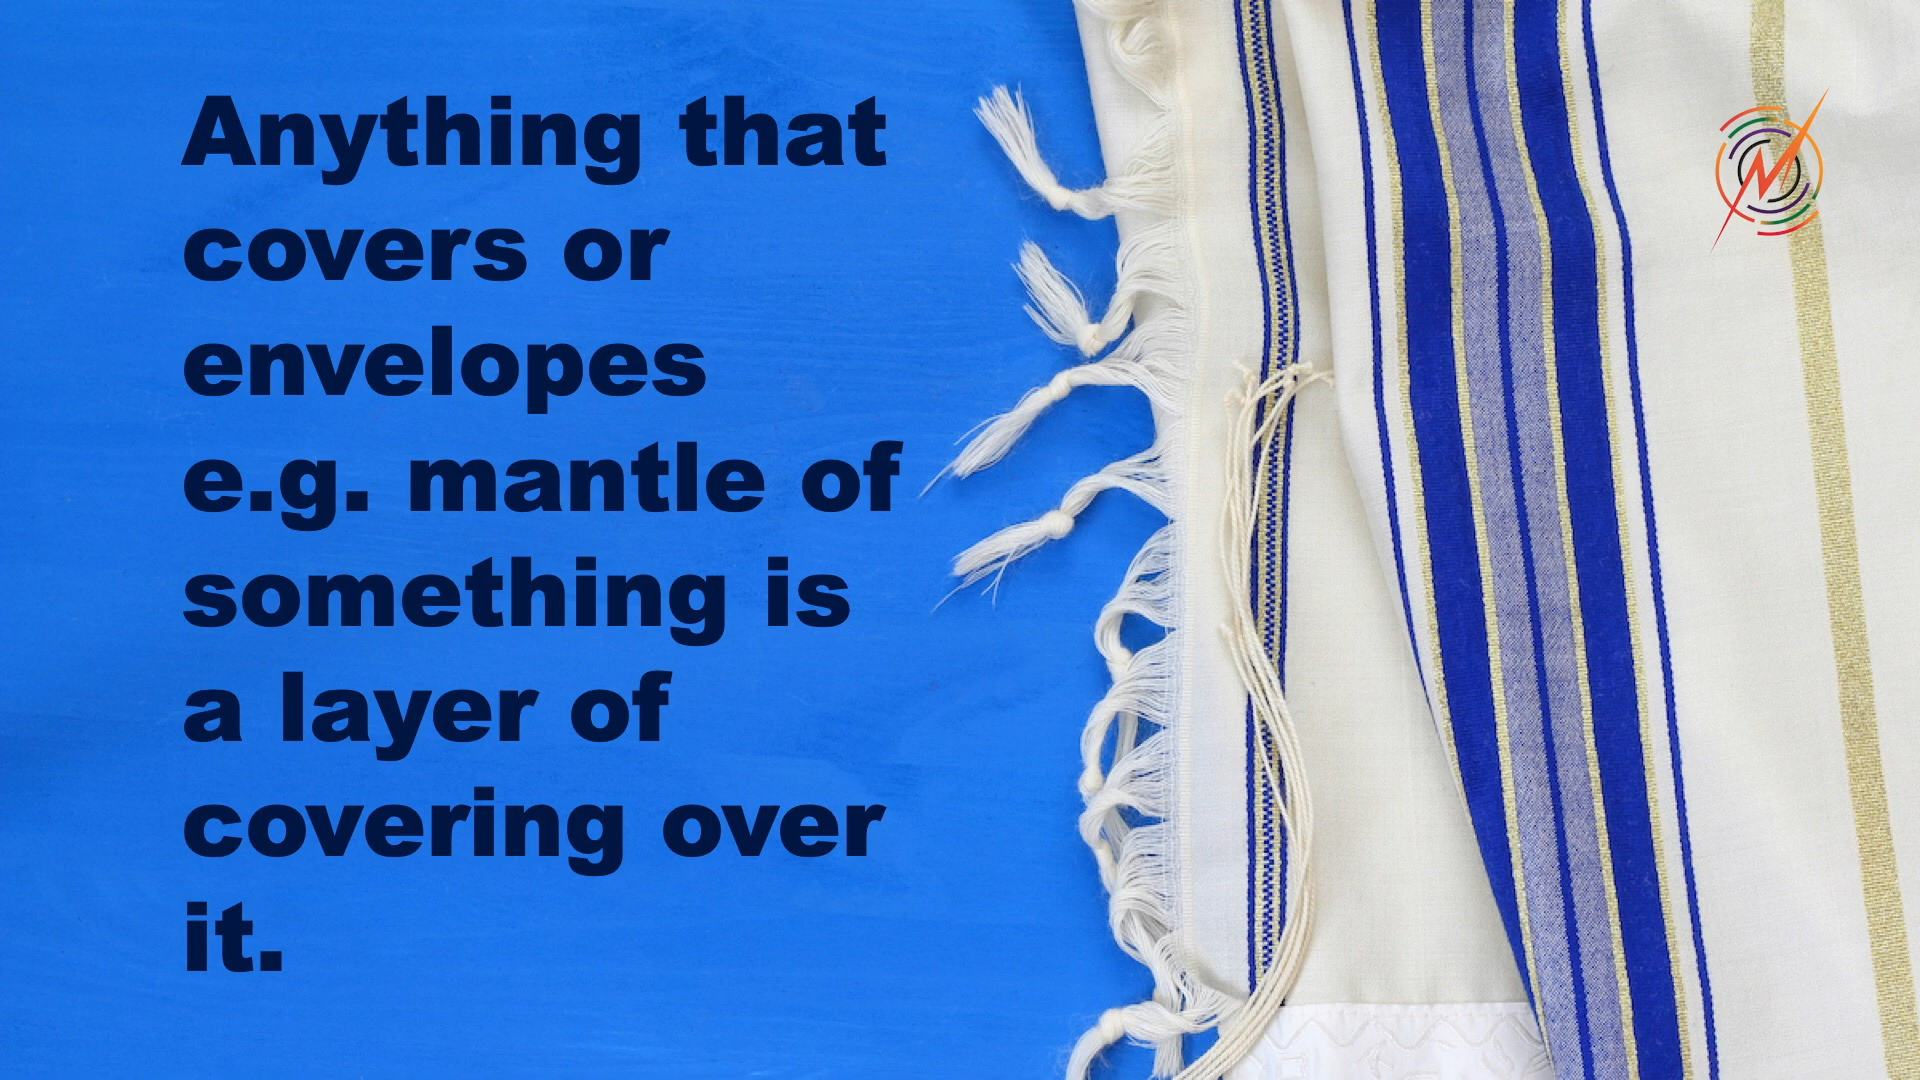 Anything that
covers or
envelopes
e.g. mantle of
something is
a layer of
covering over
it.